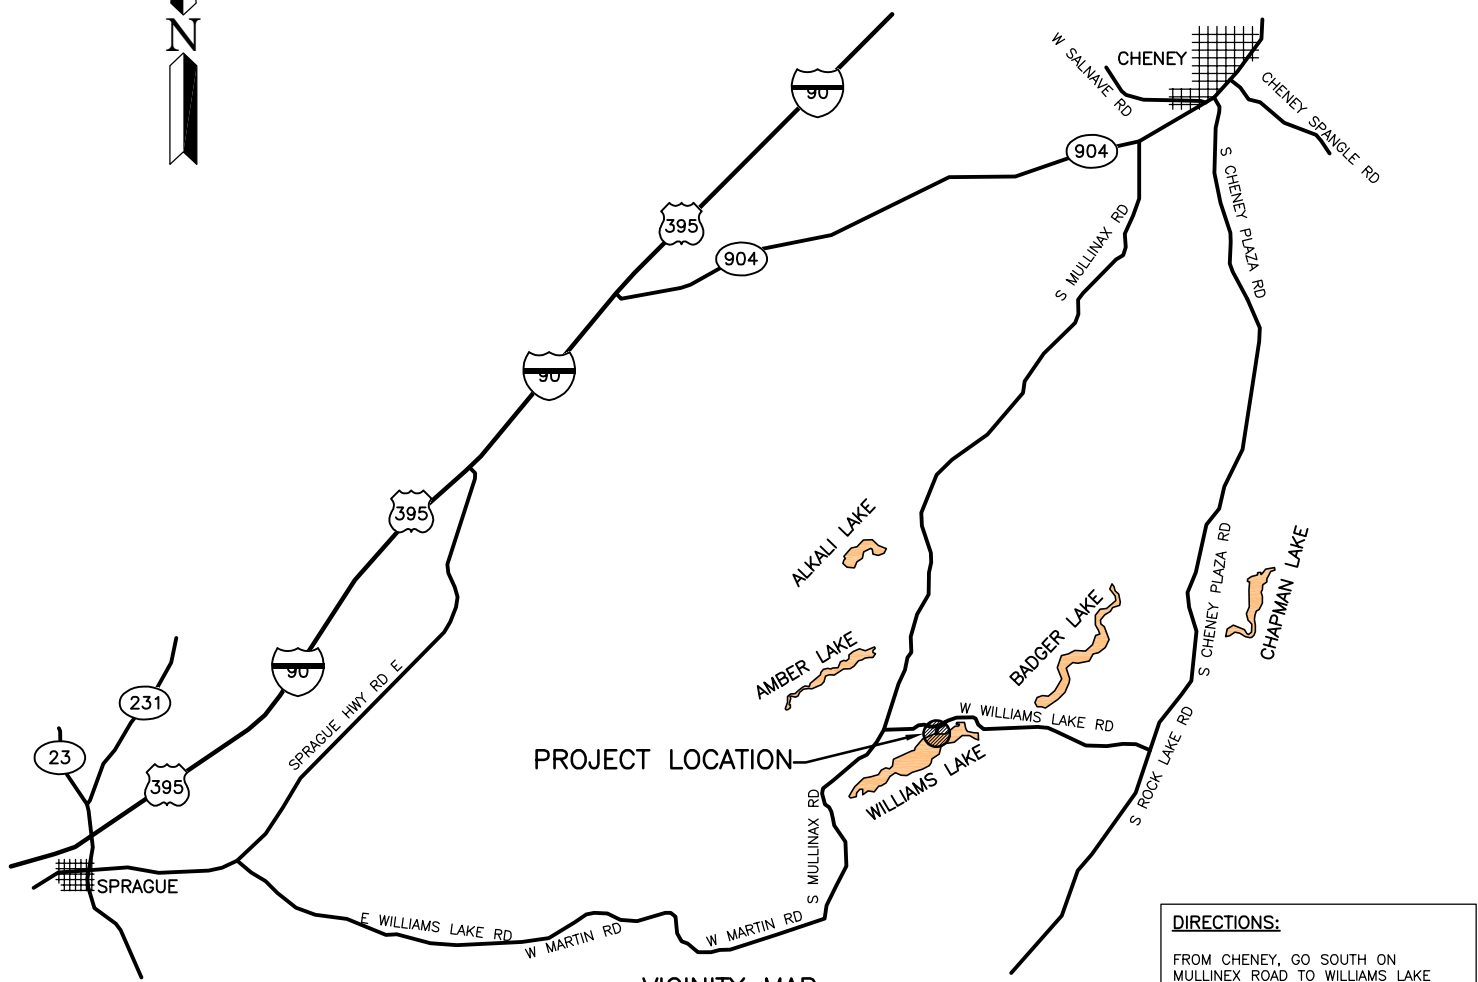 N
90
CHENEY
W SALNAVE RD
CHENEY SPANGLE RD
904
S CHENEY PLAZA RD
395
904
S MULLINAX RD
90
395
ALKALI LAKE
S CHENEY PLAZA RD
CHAPMAN LAKE
BADGER LAKE
AMBER LAKE
90
SPRAGUE HWY RD E
231
23
W WILLIAMS LAKE RD
PROJECT LOCATION
WILLIAMS LAKE
S ROCK LAKE RD
395
S MULLINAX RD
SPRAGUE
E WILLIAMS LAKE RD
W MARTIN RD
W MARTIN RD
VICINITY MAP
DIRECTIONS:
FROM CHENEY, GO SOUTH ON
MULLINEX ROAD TO WILLIAMS LAKE